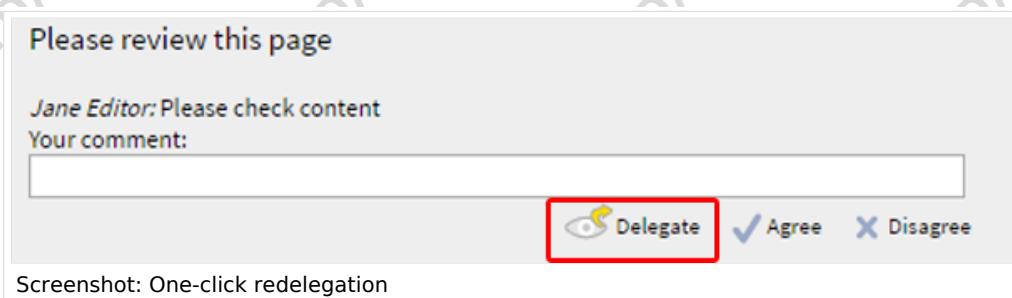 Please review this page
Jane Editor: Please check content
Your comment:
Delegate Agree Disagree
Screenshot: One-click redelegation